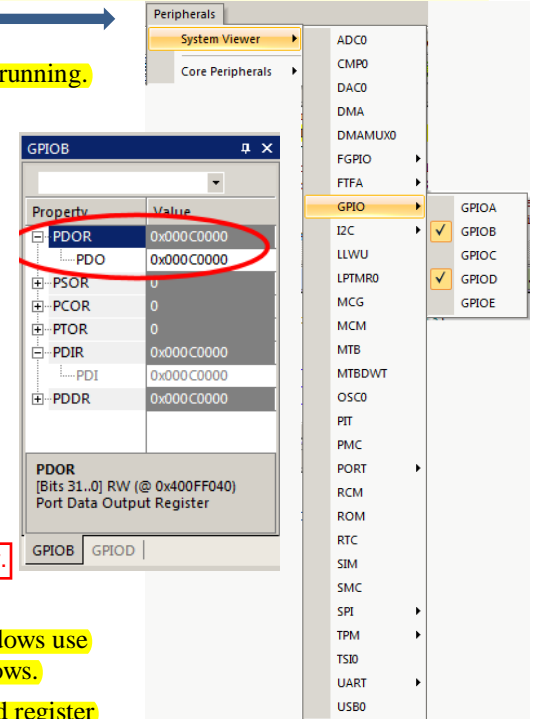 Peripherals
System Viewer
Core Peripherals
running.
ADC0
CMP0
DAC0
DMA
DMAMUX0
FGPIO
FTFA
GPIO
I2C
LLWU
LPTMR0
MCG
MCM
MTB
MTBDWT
OSC0
PIT
PMC
PORT
RCM
ROM
RTC
SIM
SMC
SPI
TPM
TSI0
UART
USB0
GPIOA
GPIOB
GPIOC
GPIOD
GPIOE
GPIOB
Property Value
PDOR 0x000C0000
PDO 0x000C0000
PSOR 0
PCOR 0
PTOR 0
PDIR 0x000C0000
PDI 0x000C0000
PDDR 0x000C0000
PDOR
[Bits 31..0] RW (@ 0x400FF040)
Port Data Output Register
GPIOB GPIOD
dows use
ows.
d register